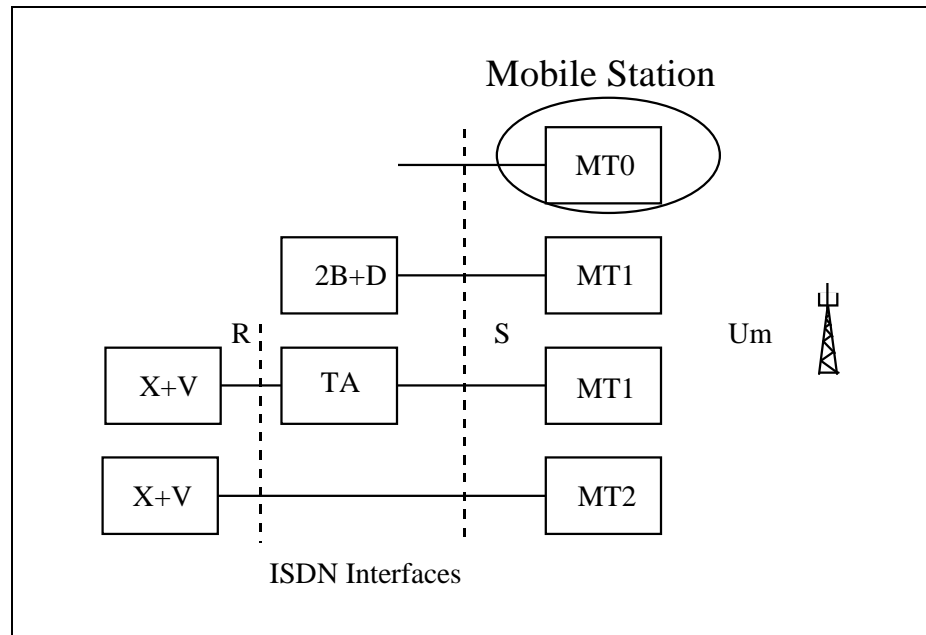 Mobile Station
MT0
2B+D
MT1
R
S
Um
X+V
TA
MT1
X+V
MT2
ISDN Interfaces